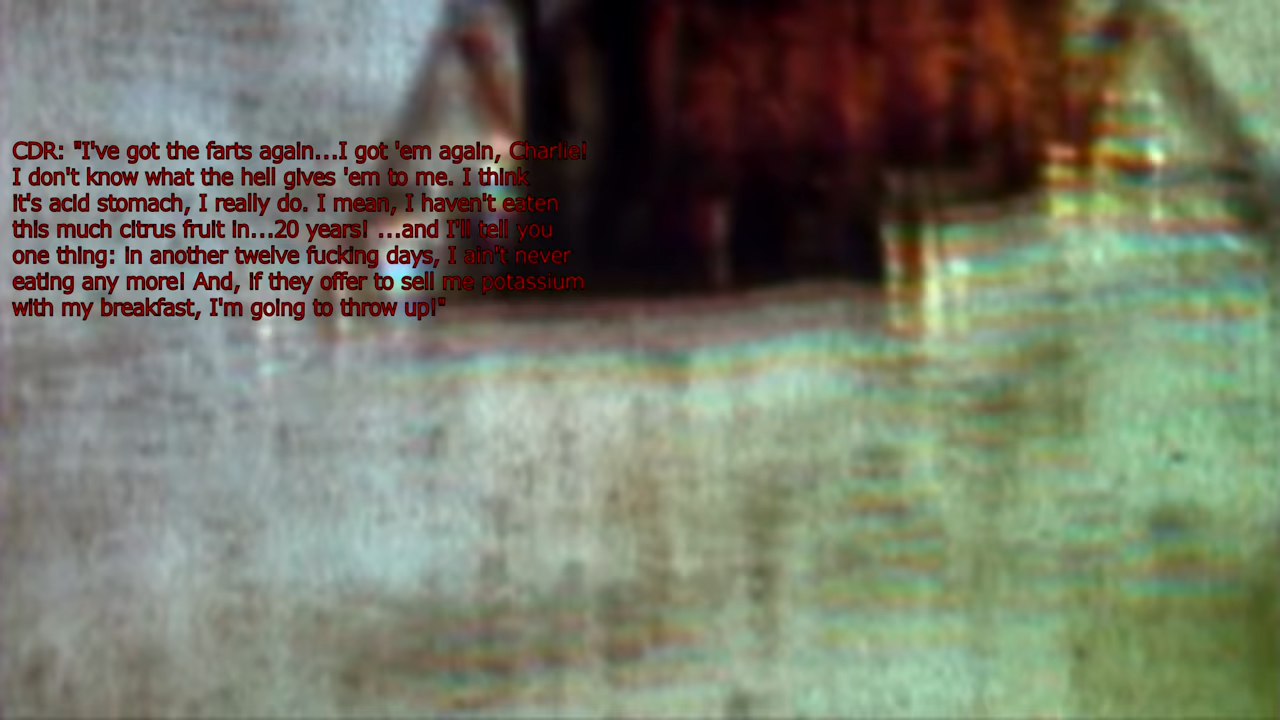 CDR: "I've got the farts again...I got 'em again, Charlie!
I don't know what the hell gives 'em to me. I think
it's acid stomach, I really do. I mean, I haven't eaten
this much citrus fruit in...20 years! ...and I'll tell you
one thing: in another twelve fucking days, I ain't never
eating any more! And, if they offer to sell me potassium
with my breakfast, I'm going to throw up!"